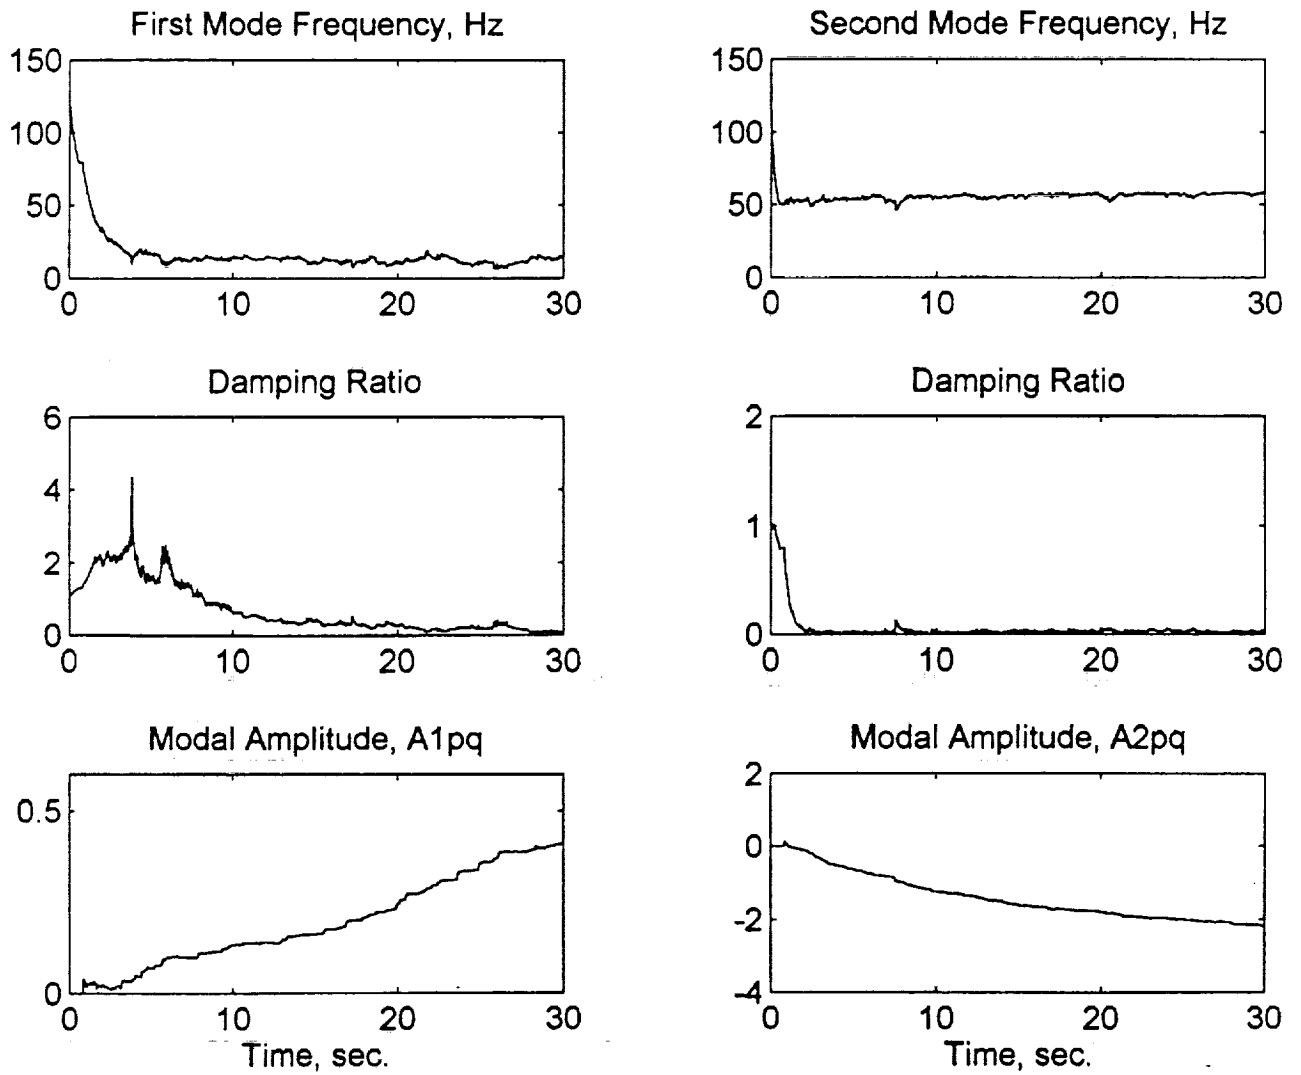 First Mode Frequency, Hz
150
100
50
0
0 10 20 30
Second Mode Frequency, Hz
150
100
50
0
0 10 20 30
Damping Ratio
6
4
2
0
0 10 20 30
Damping Ratio
2
1
0
0 10 20 30
Modal Amplitude, A1pq
0.5
0
0 10 20 30
Time, sec.
Modal Amplitude, A2pq
2
0
-2
-4
0 10 20 30
Time, sec.